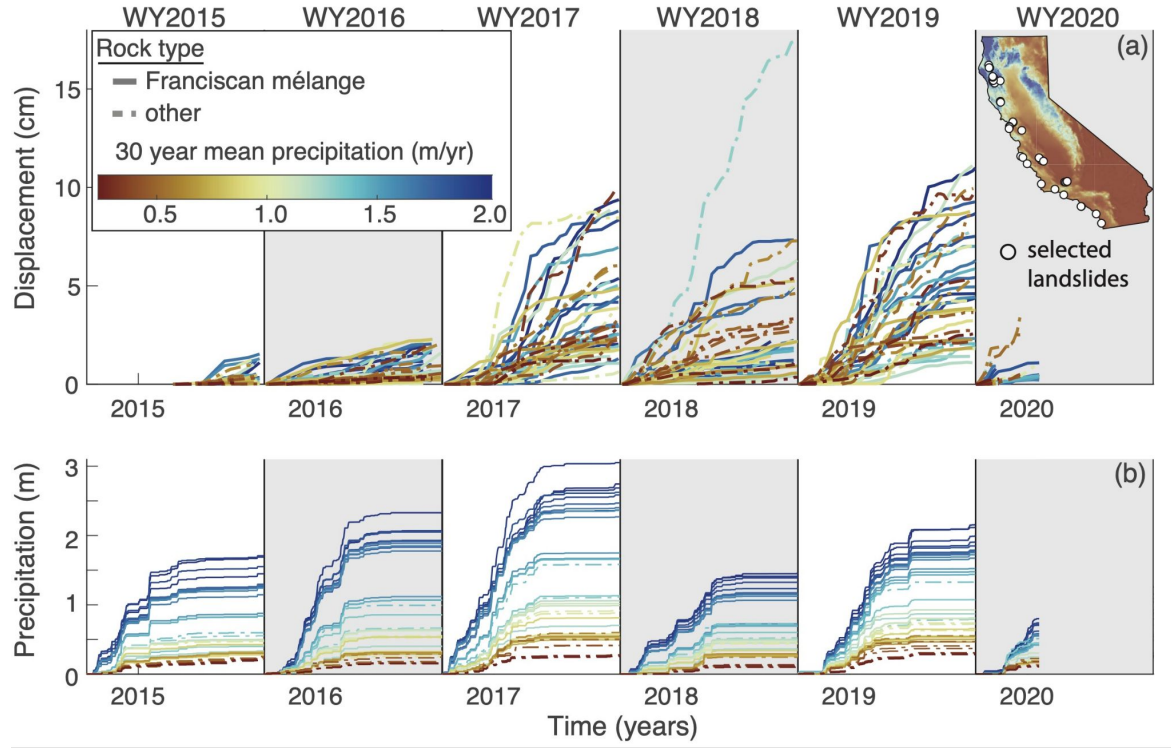 WY2015 WY2016 WY2017 WY2018 WY2019 WY2020
Rock type
Franciscan mélange
other
30 year mean precipitation (m/yr)
0.5 1.0 1.5 2.0
(a)
selected
landslides
Displacement (cm)
15
10
5
0
2015 2016 2017 2018 2019 2020
(b)
Precipitation (m)
3
2
1
0
2015 2016 2017 2018 2019 2020
Time (years)